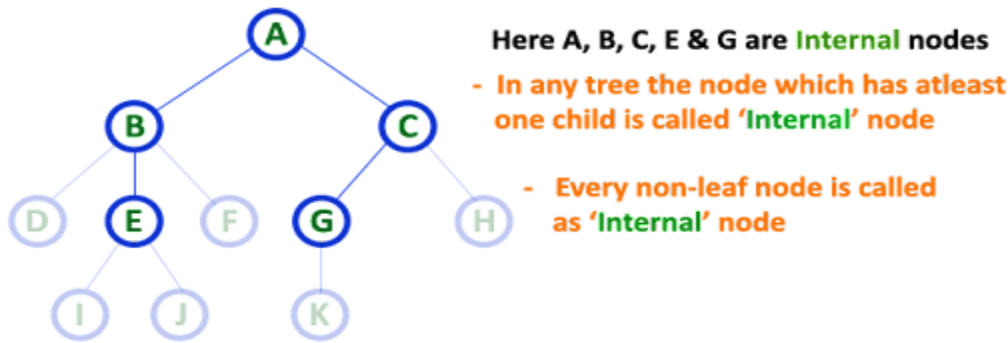 A
Here A, B, C, E & G are Internal nodes
- In any tree the node which has atleast
one child is called ‘Internal’ node
B
C
- Every non-leaf node is called
as ‘Internal’ node
D
E
F
G
H
I
J
K